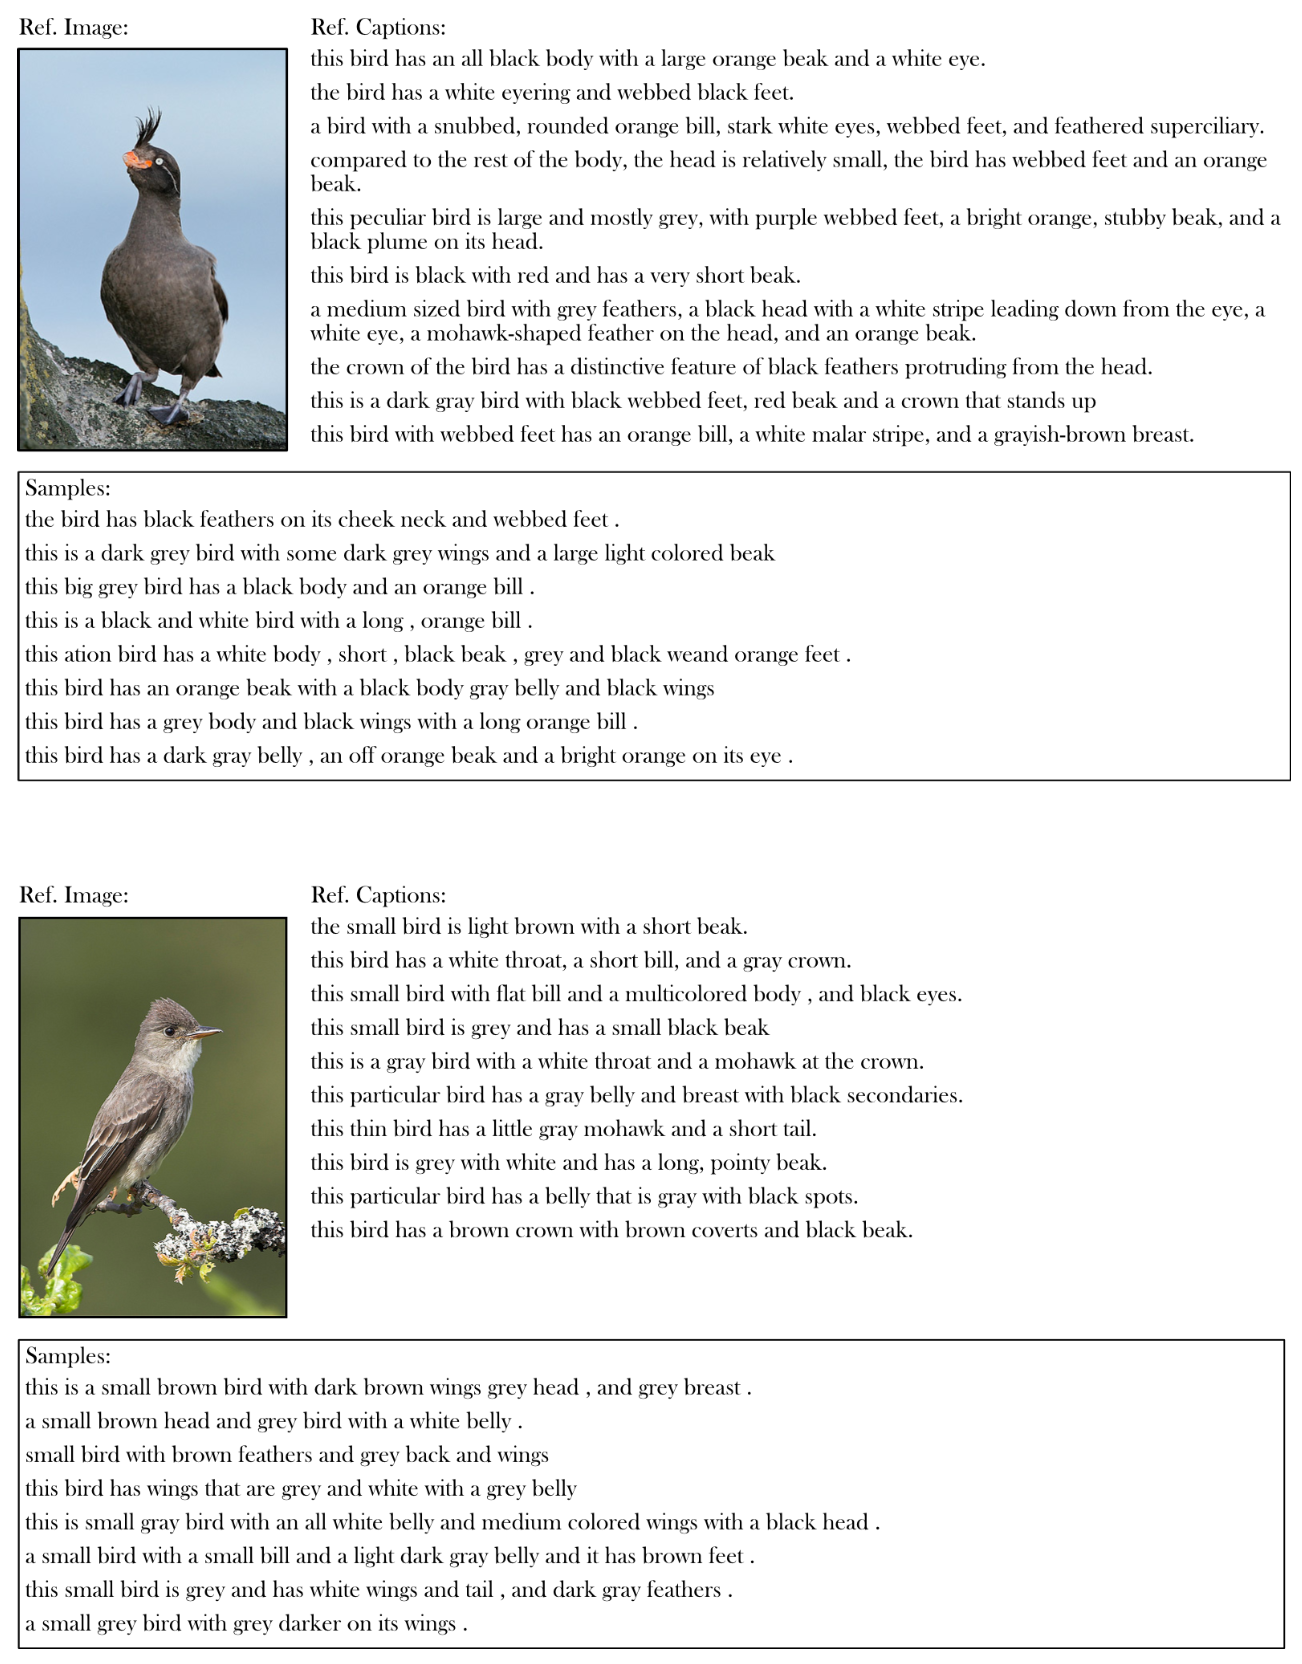 Ref. Image:
Ref. Captions:
this bird has an all black body with a large orange beak and a white eye.
the bird has a white eyering and webbed black feet.
a bird with a snubbed, rounded orange bill, stark white eyes, webbed feet, and feathered superciliary.
compared to the rest of the body, the head is relatively small, the bird has webbed feet and an orange
beak.
this peculiar bird is large and mostly grey, with purple webbed feet, a bright orange, stubby beak, and a
black plume on its head.
this bird is black with red and has a very short beak.
a medium sized bird with grey feathers, a black head with a white stripe leading down from the eye, a
white eye, a mohawk-shaped feather on the head, and an orange beak.
the crown of the bird has a distinctive feature of black feathers protruding from the head.
this is a dark gray bird with black webbed feet, red beak and a crown that stands up
this bird with webbed feet has an orange bill, a white malar stripe, and a grayish-brown breast.
Samples:
the bird has black feathers on its cheek neck and webbed feet .
this is a dark grey bird with some dark grey wings and a large light colored beak
this big grey bird has a black body and an orange bill .
this is a black and white bird with a long , orange bill .
this ation bird has a white body , short , black beak , grey and black weand orange feet .
this bird has an orange beak with a black body gray belly and black wings
this bird has a grey body and black wings with a long orange bill .
this bird has a dark gray belly , an off orange beak and a bright orange on its eye .
Ref. Image:
Ref. Captions:
the small bird is light brown with a short beak.
this bird has a white throat, a short bill, and a gray crown.
this small bird with flat bill and a multicolored body , and black eyes.
this small bird is grey and has a small black beak
this is a gray bird with a white throat and a mohawk at the crown.
this particular bird has a gray belly and breast with black secondaries.
this thin bird has a little gray mohawk and a short tail.
this bird is grey with white and has a long, pointy beak.
this particular bird has a belly that is gray with black spots.
this bird has a brown crown with brown coverts and black beak.
Samples:
this is a small brown bird with dark brown wings grey head , and grey breast .
a small brown head and grey bird with a white belly .
small bird with brown feathers and grey back and wings
this bird has wings that are grey and white with a grey belly
this is small gray bird with an all white belly and medium colored wings with a black head .
a small bird with a small bill and a light dark gray belly and it has brown feet .
this small bird is grey and has white wings and tail , and dark gray feathers .
a small grey bird with grey darker on its wings .